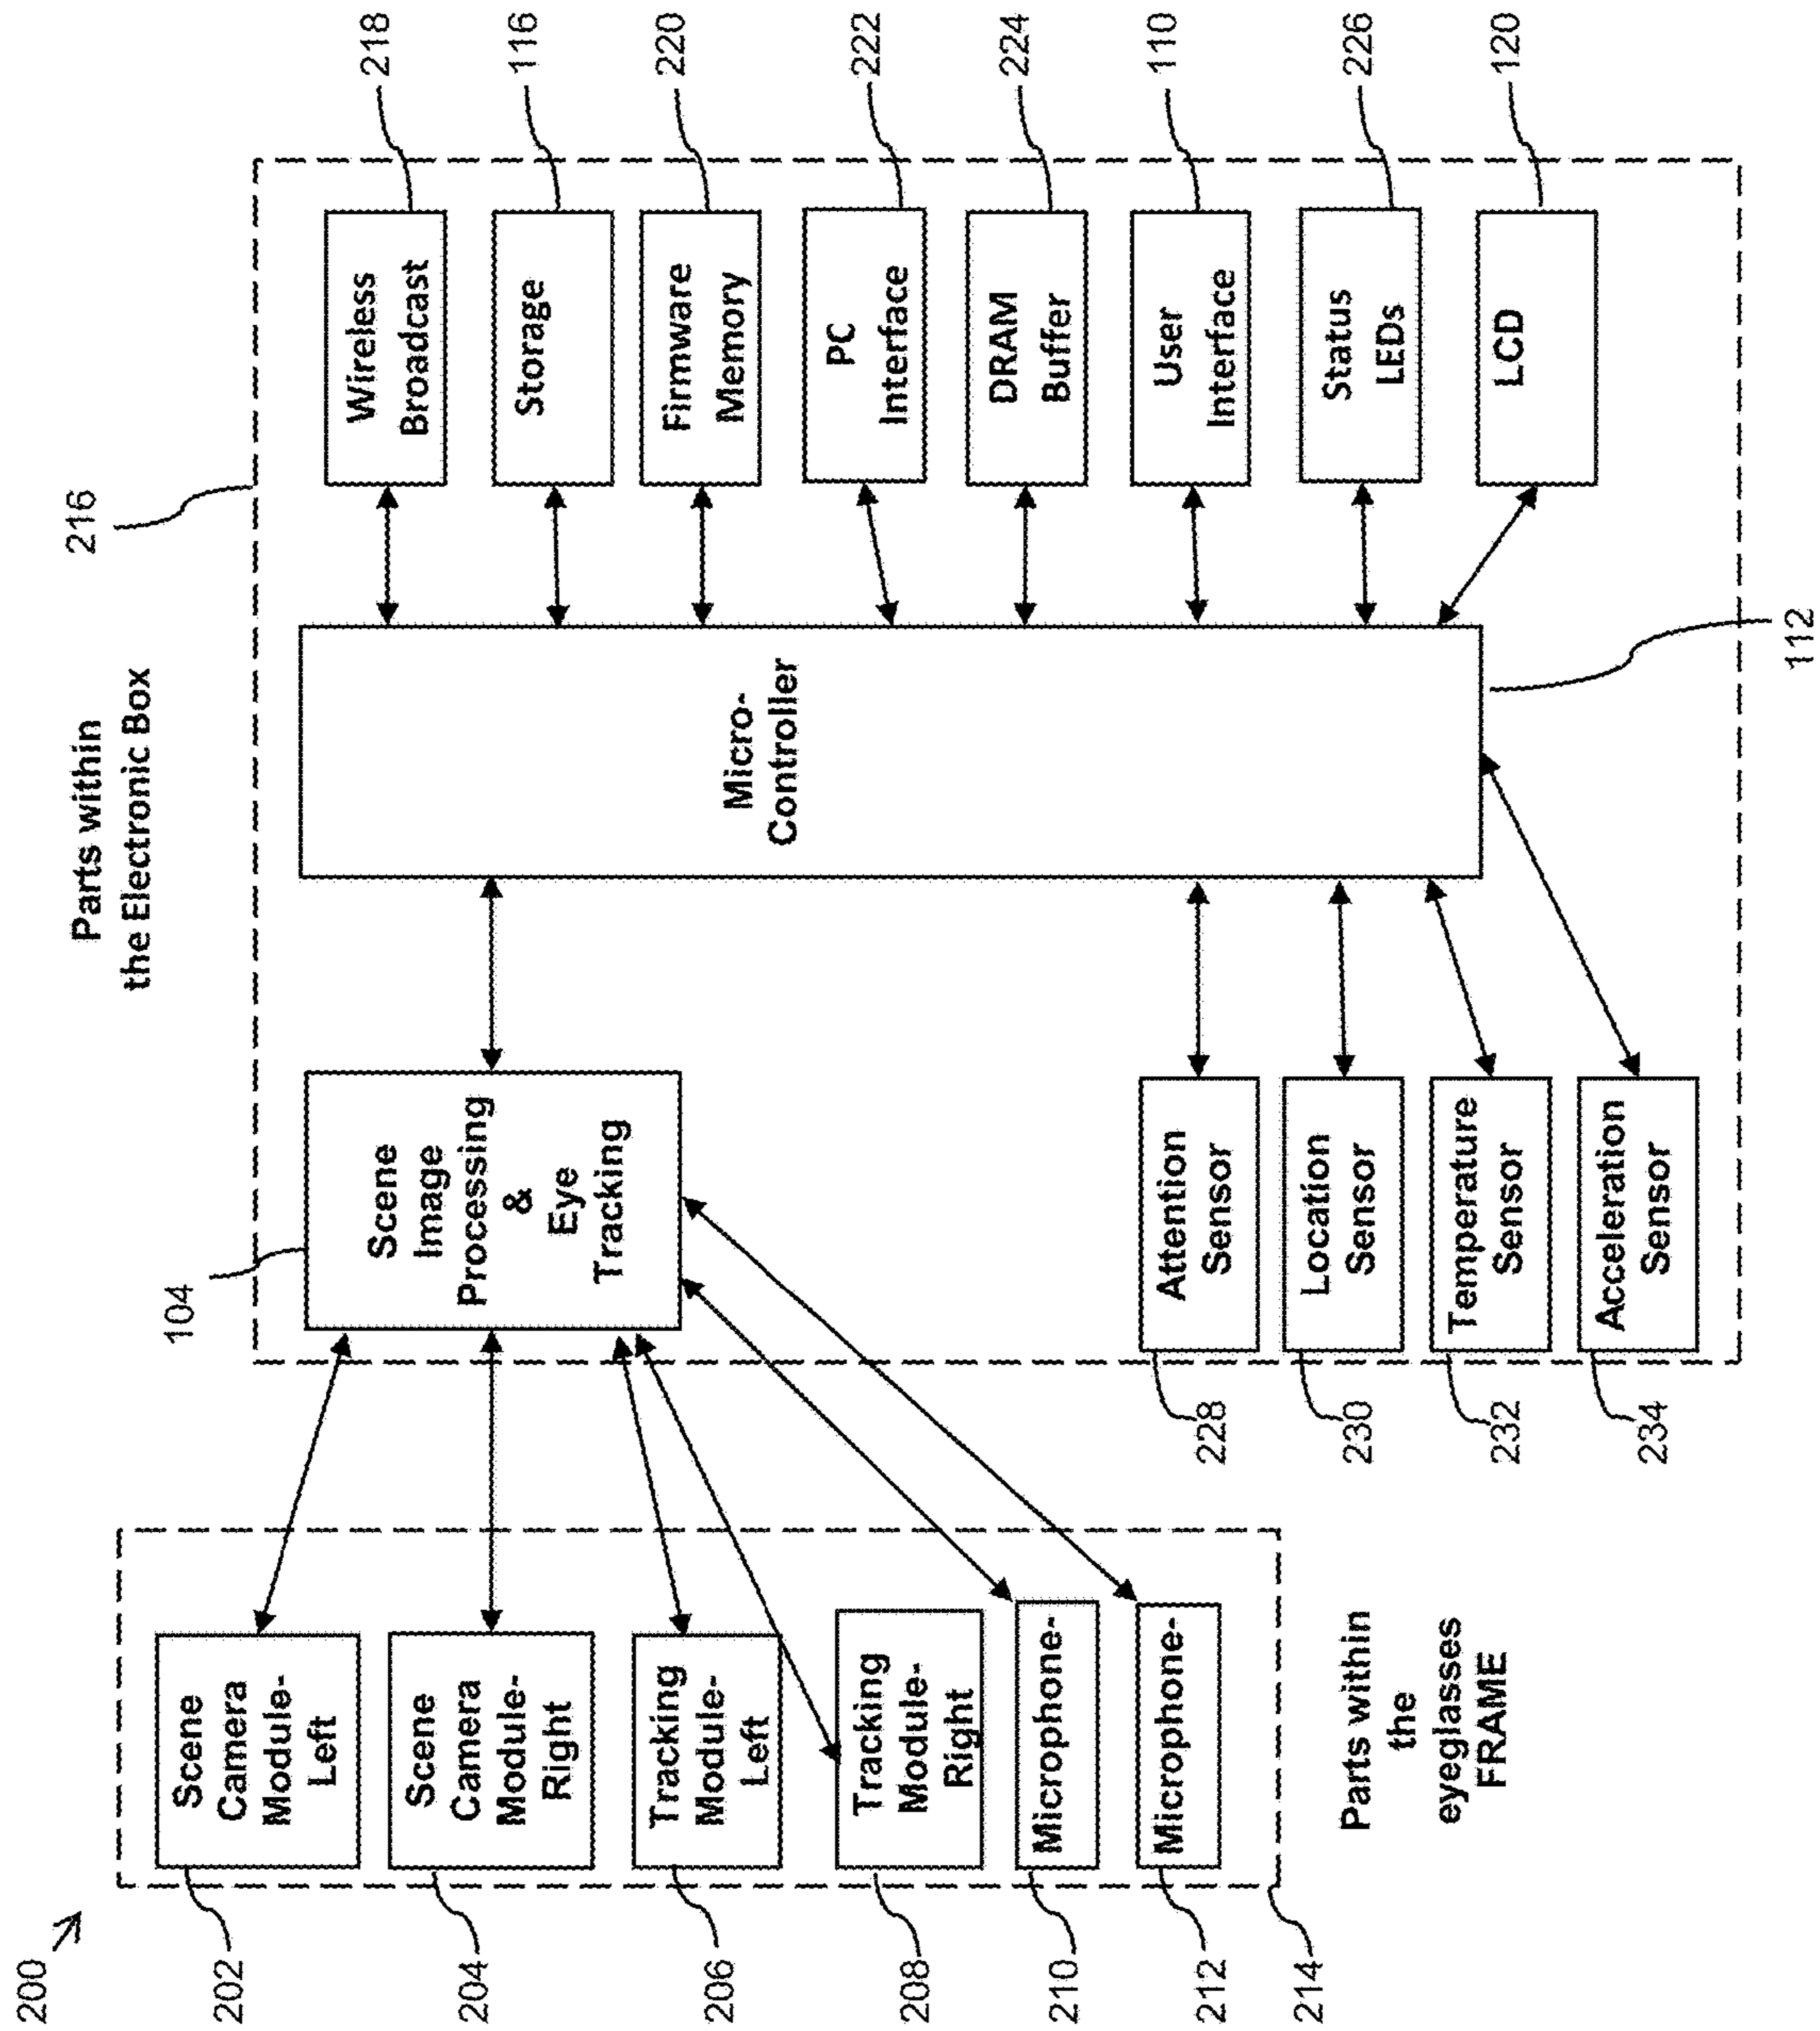 200
Parts within
the Electronic Box
216
202
Scene
Camera
Module-
Left
204
Scene
Camera
Module-
Right
206
Tracking
Module-
Left
208
Tracking
Module-
Right
210
Microphone-
212
Microphone-
214
Parts within
the
eyeglasses
FRAME
104
Scene
Image
Processing
&
Eye
Tracking
228
Attention
Sensor
230
Location
Sensor
232
Temperature
Sensor
234
Acceleration
Sensor
Micro-
Controller
112
Wireless
Broadcast
218
Storage
116
Firmware
Memory
220
PC
Interface
222
DRAM
Buffer
224
User
Interface
110
Status
LEDs
226
LCD
120